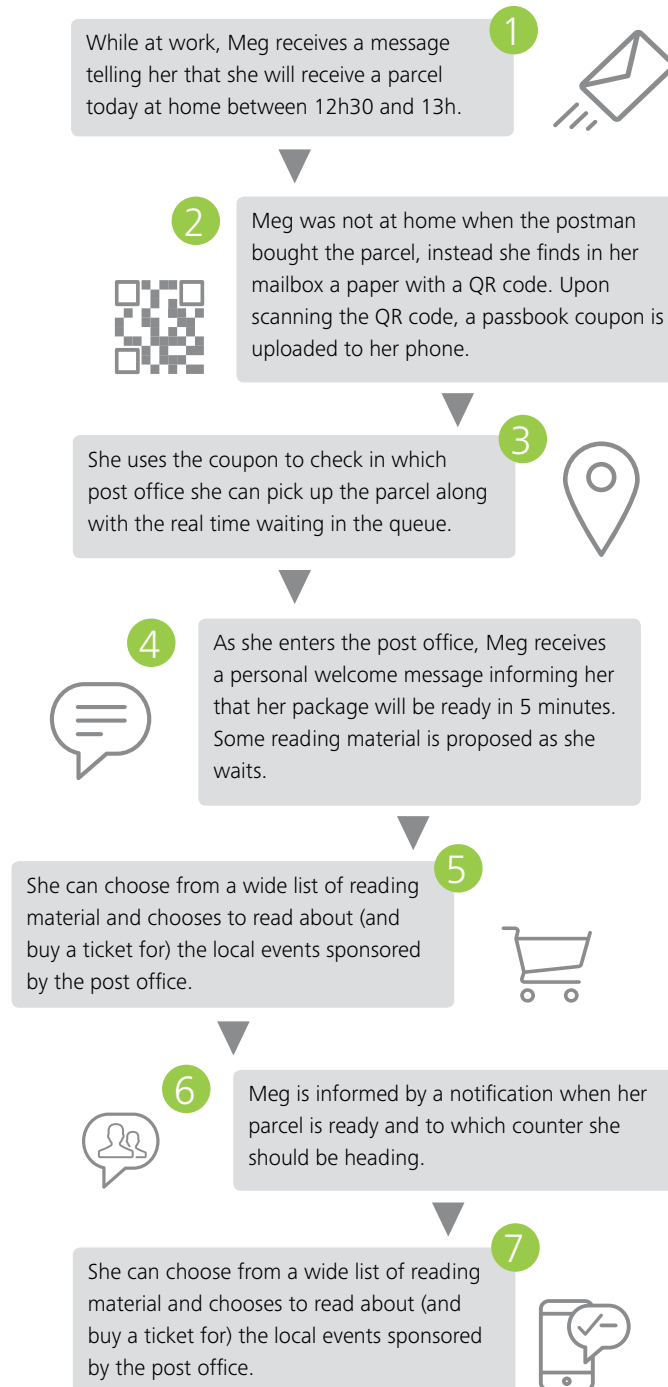 1
While at work, Meg receives a message
telling her that she will receive a parcel
today at home between 12h30 and 13h.
2
Meg was not at home when the postman
bought the parcel, instead she finds in her
mailbox a paper with a QR code. Upon
scanning the QR code, a passbook coupon is
uploaded to her phone.
3
She uses the coupon to check in which
post office she can pick up the parcel along
with the real time waiting in the queue.
4
As she enters the post office, Meg receives
a personal welcome message informing her
that her package will be ready in 5 minutes.
Some reading material is proposed as she
waits.
5
She can choose from a wide list of reading
material and chooses to read about (and
buy a ticket for) the local events sponsored
by the post office.
6
Meg is informed by a notification when her
parcel is ready and to which counter she
should be heading.
7
She can choose from a wide list of reading
material and chooses to read about (and
buy a ticket for) the local events sponsored
by the post office.